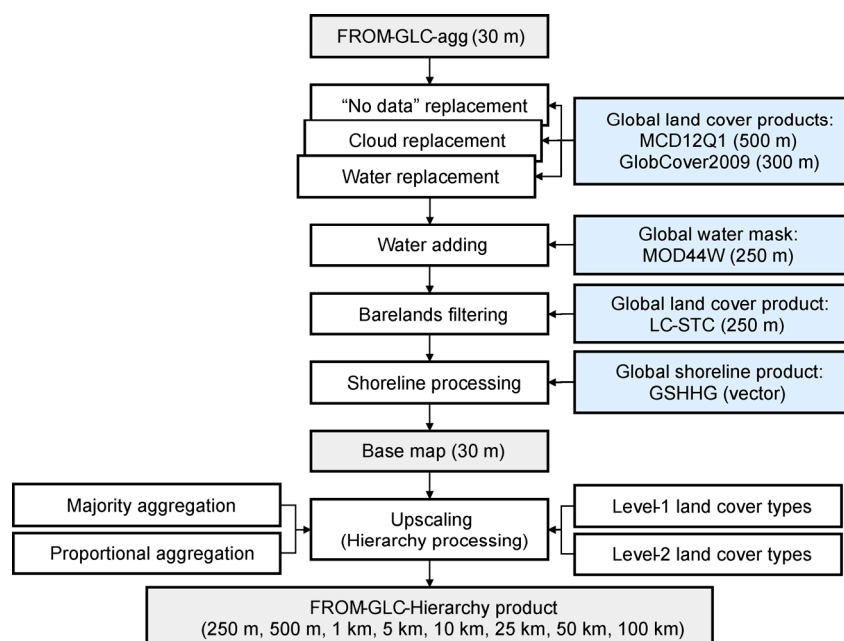 FROM-GLC-agg (30 m)
“No data” replacement
Cloud replacement
Water replacement
Global land cover products:
MCD12Q1 (500 m)
GlobCover2009 (300 m)
Water adding
Global water mask:
MOD44W (250 m)
Barelands filtering
Global land cover product:
LC-STC (250 m)
Shoreline processing
Global shoreline product:
GSHHG (vector)
Base map (30 m)
Majority aggregation
Proportional aggregation
Upscaling
(Hierarchy processing)
Level-1 land cover types
Level-2 land cover types
FROM-GLC-Hierarchy product
(250 m, 500 m, 1 km, 5 km, 10 km, 25 km, 50 km, 100 km)